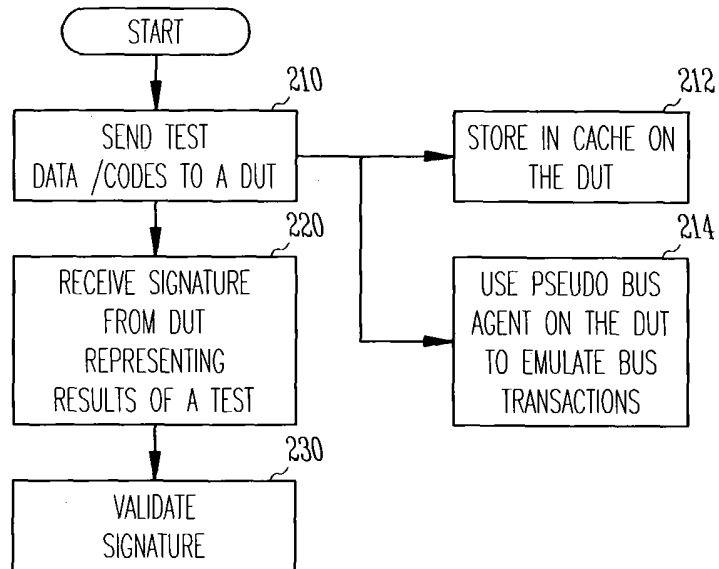 START
210
SEND TEST
DATA /CODES TO A DUT
212
STORE IN CACHE ON
THE DUT
220
RECEIVE SIGNATURE
FROM DUT
REPRESENTING
RESULTS OF A TEST
214
USE PSEUDO BUS
AGENT ON THE DUT
TO EMULATE BUS
TRANSACTIONS
230
VALIDATE
SIGNATURE